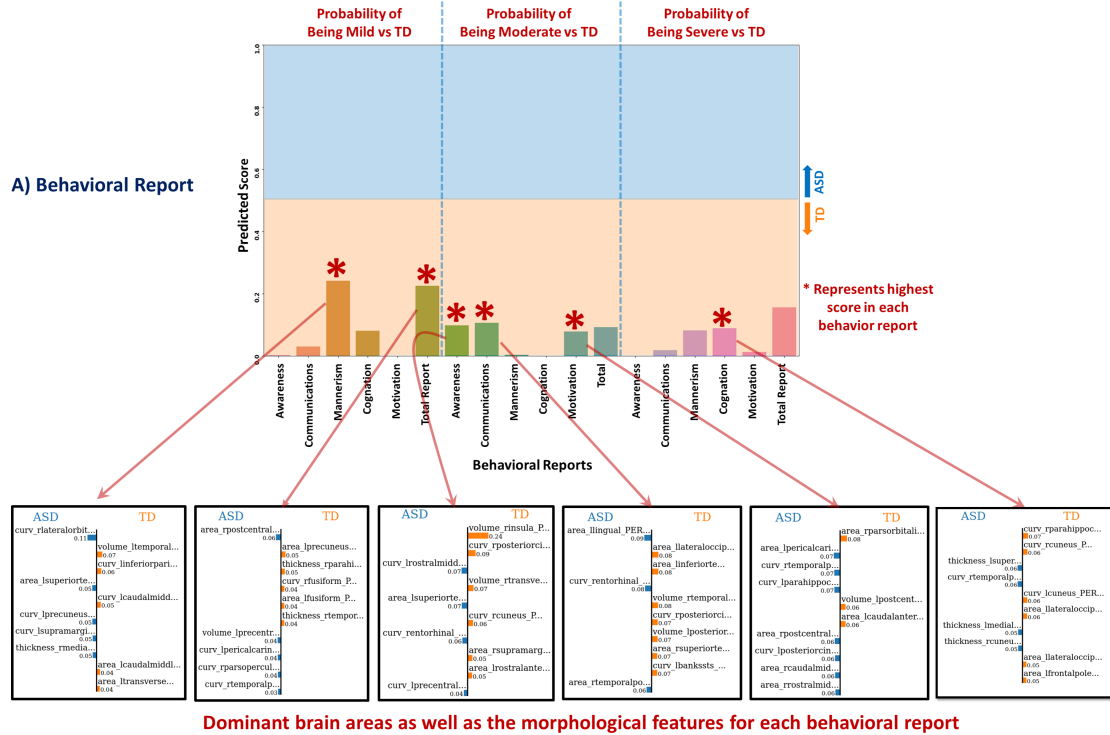 Probability of
Being Mild vs TD
Probability of
Being Moderate vs TD
Probability of
Being Severe vs TD
A) Behavioral Report
Predicted Score
1.0
0.8
0.6
0.4
0.2
0.0
ASD
TD
* Represents highest
score in each
behavior report
* * * * * *
Awareness
Communications
Mannerism
Cognation
Motivation
Total Report
Awareness
Communications
Mannerism
Cognation
Motivation
Total
Awareness
Communications
Mannerism
Cognation
Motivation
Total Report
Behavioral Reports
ASD TD
curv_rlateralorbit...
0.11
volume_ltemporal...
0.07
curv_linferiorpari...
0.06
area_lsuperiorte...
0.05
curv_lcaudalmidd...
0.05
curv_lprecuneus...
0.05
curv_lsupramargi...
0.05
thickness_rmedia...
0.05
area_lcaudalmiddl...
0.04
area_ltransverse...
0.04
ASD TD
area_rpostcentral...
0.06
area_lprecuneus...
0.05
thickness_rparahi...
0.05
curv_rfusiform_P...
0.04
area_lfusiform_P...
0.04
thickness_rtempor...
0.04
volume_lprecentr...
0.04
curv_lpericalcarin...
0.04
curv_rparsopercul...
0.04
curv_rtemporalp...
0.03
ASD TD
volume_rinsula_P...
0.24
curv_rposteriorci...
0.09
curv_lrostralmidd...
0.07
volume_rtransve...
0.07
area_lsuperiorte...
0.07
curv_rcuneus_P...
0.06
curv_rentorhinal_...
0.06
area_rsupramarg...
0.05
area_lrostralante...
0.05
curv_lprecentral...
0.04
ASD TD
area_llingual_PER...
0.09
area_llateraloccip...
0.08
area_linferiorte...
0.08
curv_rentorhinal_...
0.08
volume_rtemporal...
0.08
curv_rposteriorci...
0.07
volume_lposterior...
0.07
area_rsuperiorte...
0.07
curv_lbankssts_...
0.07
area_rtemporalpo...
0.06
ASD TD
area_rparsorbitali...
0.08
area_lpericalcari...
0.07
curv_rtemporalp...
0.07
curv_lparahippoc...
0.07
volume_lpostcent...
0.06
area_lcaudalanter...
0.06
area_rpostcentral...
0.06
curv_lposteriorcin...
0.06
area_rcaudalmid...
0.06
area_rrostralmid...
0.06
ASD TD
curv_rparahippoc...
0.07
curv_rcuneus_P...
0.06
thickness_lsuper...
0.06
curv_rtemporalp...
0.06
curv_lcuneus_PER...
0.06
area_llateraloccip...
0.06
thickness_lmedial...
0.05
thickness_rcuneu...
0.05
area_llateraloccip...
0.05
area_lfrontalpole...
0.05
Dominant brain areas as well as the morphological features for each behavioral report